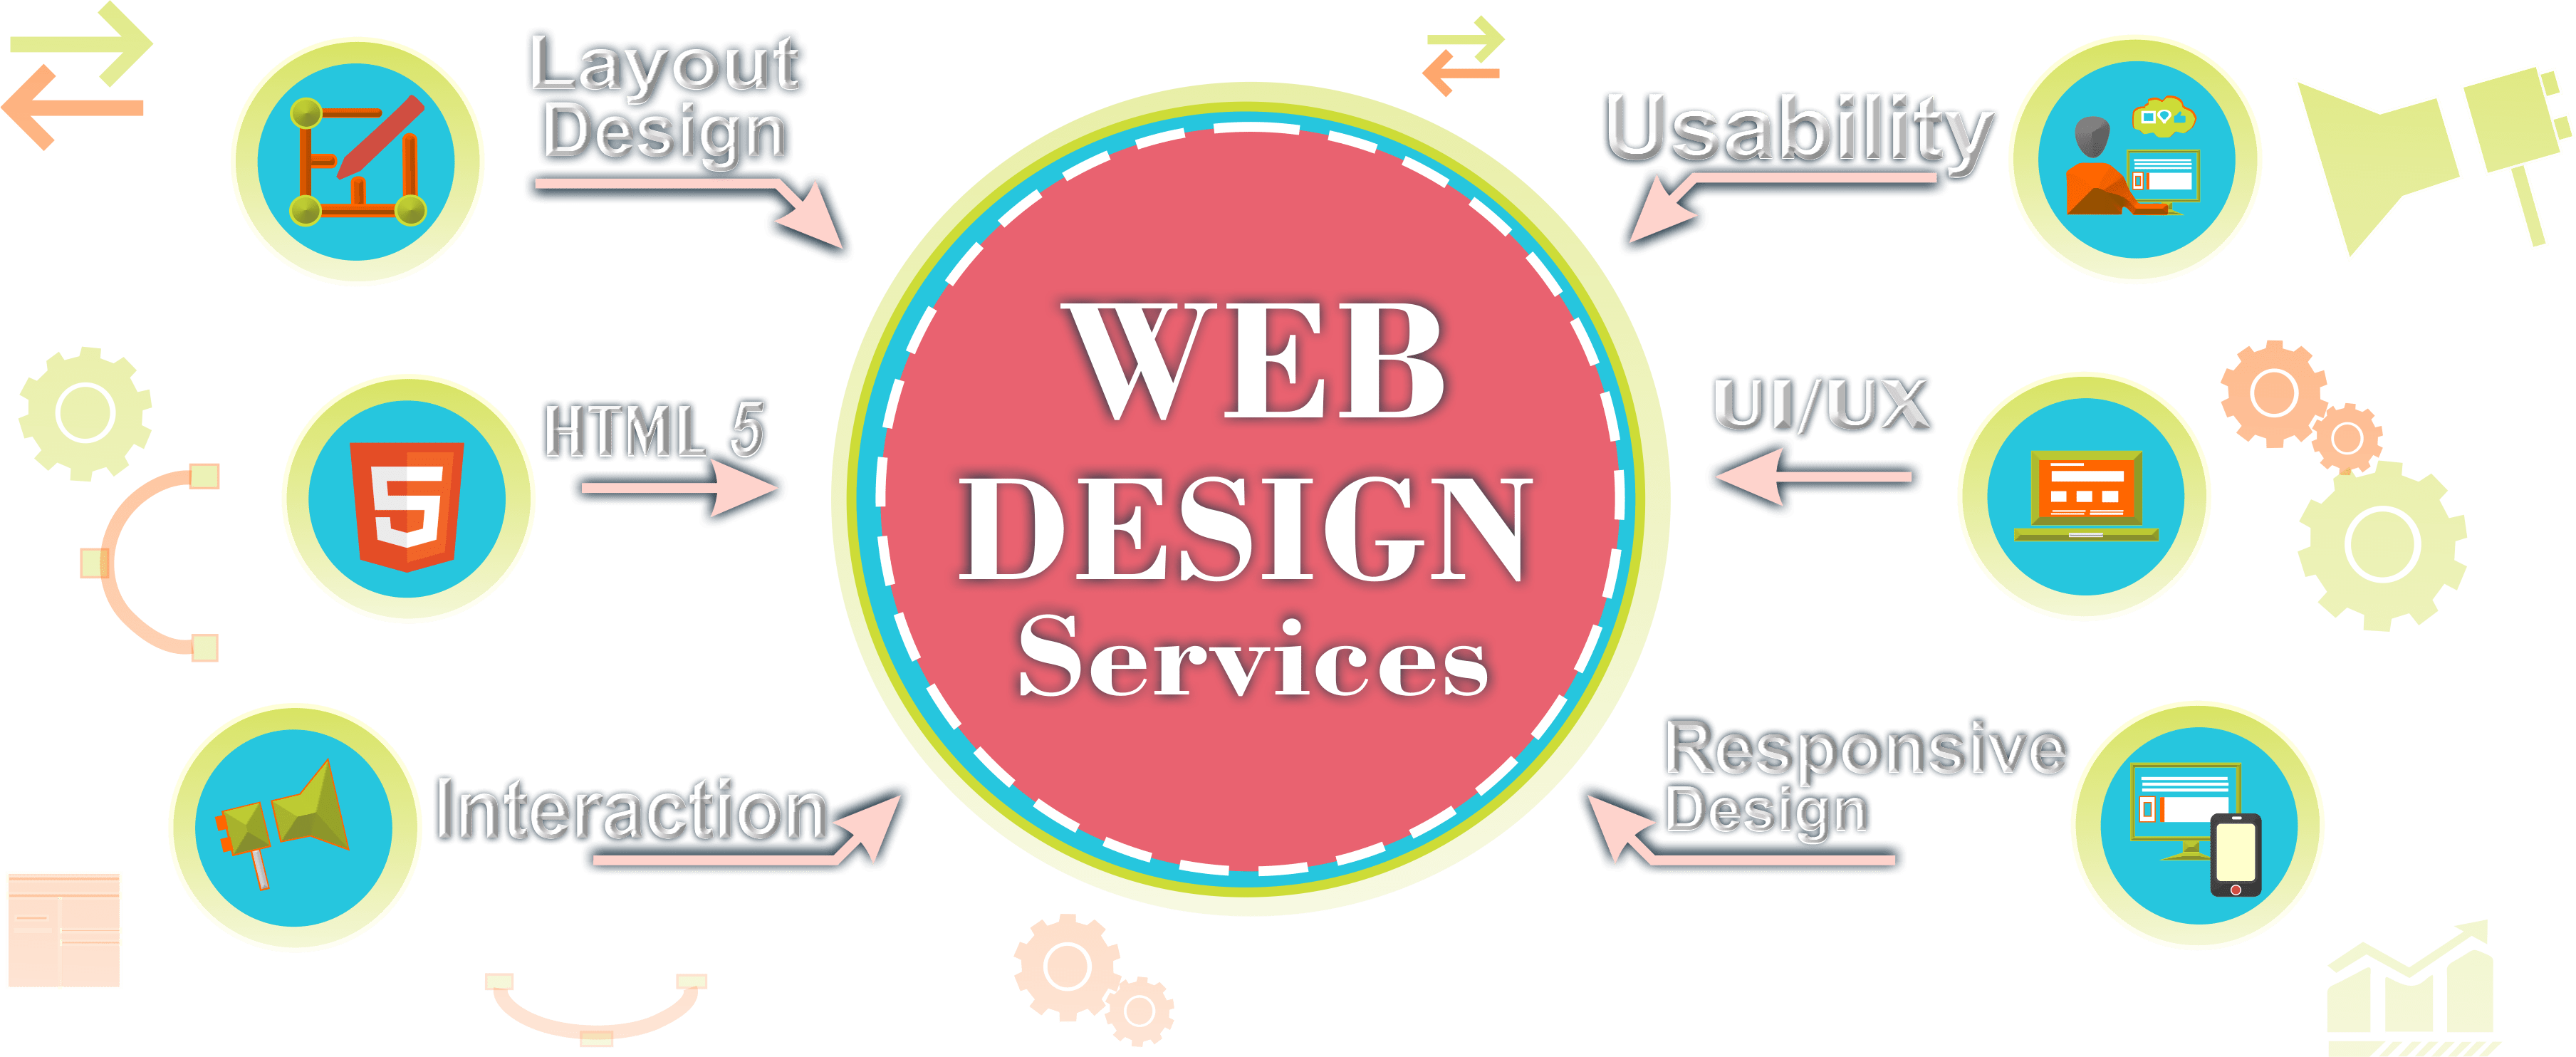 Layout
Design
HTML 5
Interaction
WEB
DESIGN
Services
Usability
UI/UX
Responsive
Design